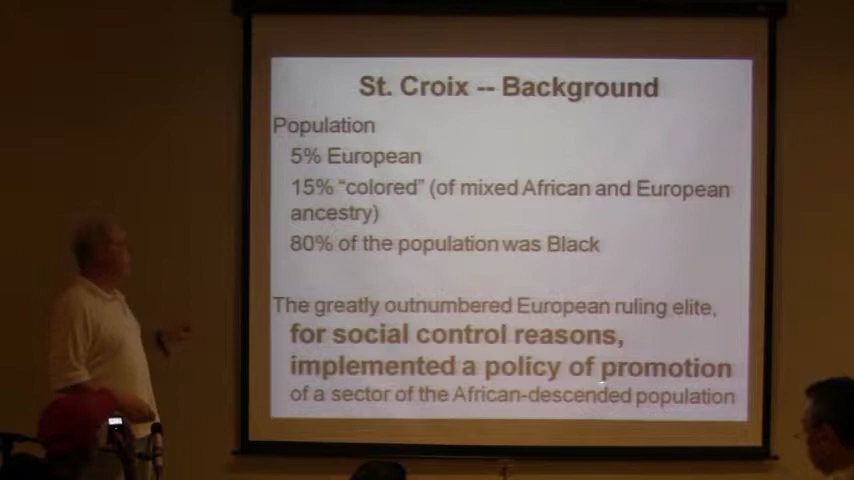 St. Croix -- Background
Population
5% European
15% “colored” (of mixed African and European
ancestry)
80% of the population was Black
The greatly outnumbered European ruling elite,
for social control reasons,
implemented a policy of promotion
of a sector of the African-descended population